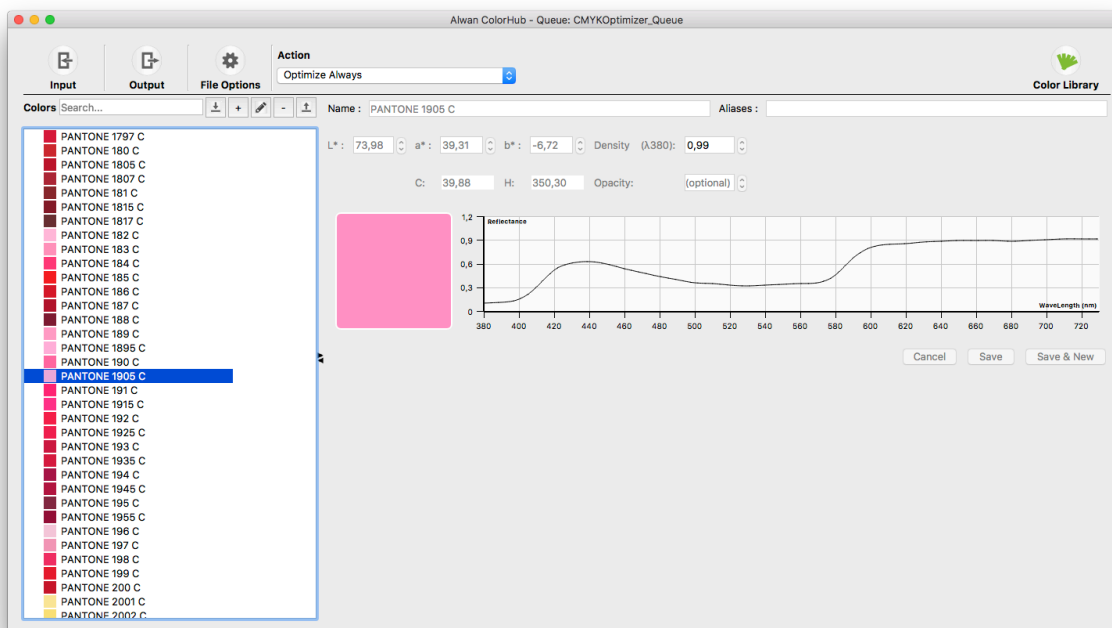 Alwan ColorHub - Queue: CMYKOptimizer_Queue
Input
Output
File Options
Action
Optimize Always
Color Library
Colors
Search...
+
-
Name :
PANTONE 1905 C
Aliases :
L* :
73,98
a* :
39,31
b* :
-6,72
Density
(λ380):
0,99
C:
39,88
H:
350,30
Opacity:
(optional)
PANTONE 1797 C
PANTONE 180 C
PANTONE 1805 C
PANTONE 1807 C
PANTONE 181 C
PANTONE 1815 C
PANTONE 1817 C
PANTONE 182 C
PANTONE 183 C
PANTONE 184 C
PANTONE 185 C
PANTONE 186 C
PANTONE 187 C
PANTONE 188 C
PANTONE 189 C
PANTONE 1895 C
PANTONE 190 C
PANTONE 1905 C
PANTONE 191 C
PANTONE 1915 C
PANTONE 192 C
PANTONE 1925 C
PANTONE 193 C
PANTONE 1935 C
PANTONE 194 C
PANTONE 1945 C
PANTONE 195 C
PANTONE 1955 C
PANTONE 196 C
PANTONE 197 C
PANTONE 198 C
PANTONE 199 C
PANTONE 200 C
PANTONE 2001 C
PANTONE 2002 C
1,2
0,9
0,6
0,3
0
Reflectance
WaveLength (nm)
380 400 420 440 460 480 500 520 540 560 580 600 620 640 660 680 700 720
Cancel
Save
Save & New